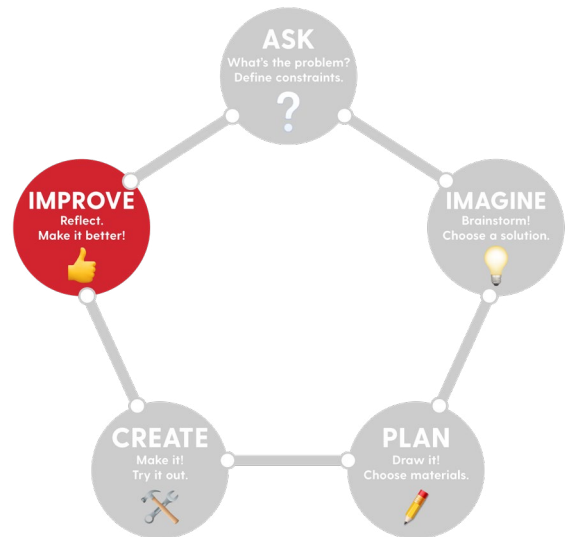 ASK
What's the problem?
Define constraints.
IMAGINE
Brainstorm!
Choose a solution.
PLAN
Draw it!
Choose materials.
CREATE
Make it!
Try it out.
IMPROVE
Reflect.
Make it better!